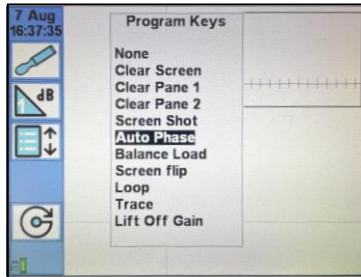 7 Aug
16:37:35
dB
Program Keys
None
Clear Screen
Clear Pane 1
Clear Pane 2
Screen Shot
Auto Phase
Balance Load
Screen flip
Loop
Trace
Lift Off Gain